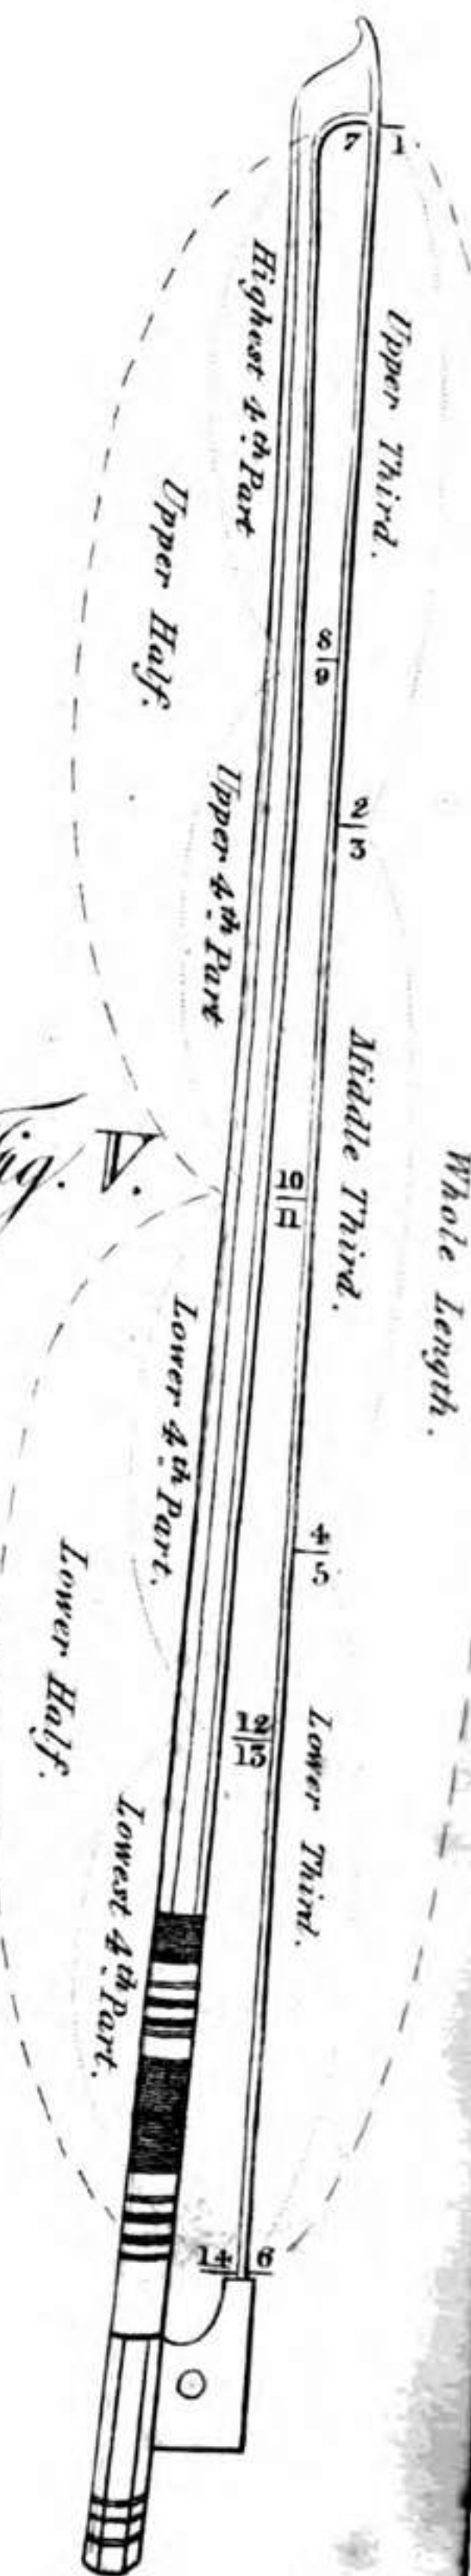 7 1
Highest 4th Part
Upper Third.
Upper Half.
8
9
2
3
Upper 4th Part
Middle Third.
Whole Length.
Fig. V.
10
11
Lower 4th Part.
4
5
Lower Half.
12
13
Lower Third.
Lowest 4th Part.
14 6